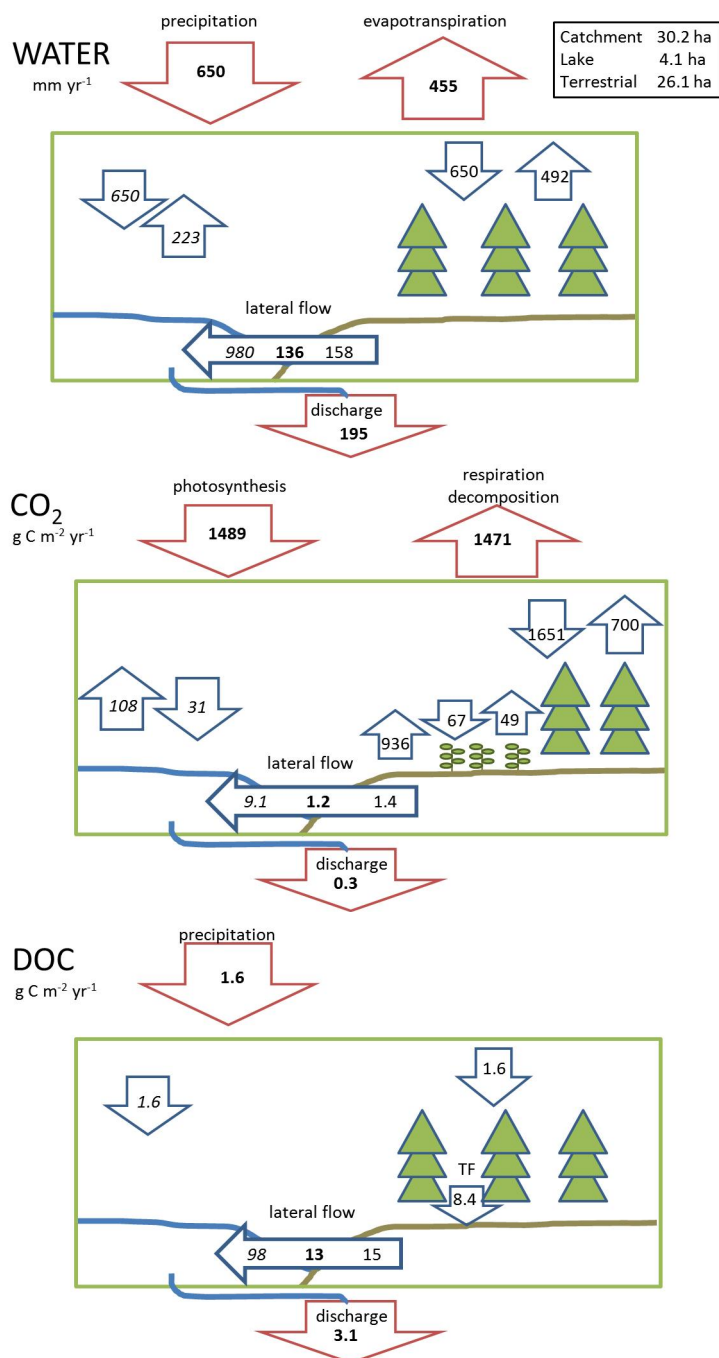 precipitation
evapotranspiration
WATER
mm yr⁻¹
650
455
Catchment 30.2 ha
Lake 4.1 ha
Terrestrial 26.1 ha
650
223
650
492
lateral flow
980 136 158
discharge
195
CO₂
g C m⁻² yr⁻¹
photosynthesis
1489
respiration
decomposition
1471
1651
700
108
31
936
67
49
lateral flow
9.1 1.2 1.4
discharge
0.3
DOC
g C m⁻² yr⁻¹
precipitation
1.6
1.6
1.6
TF
8.4
lateral flow
98 13 15
discharge
3.1